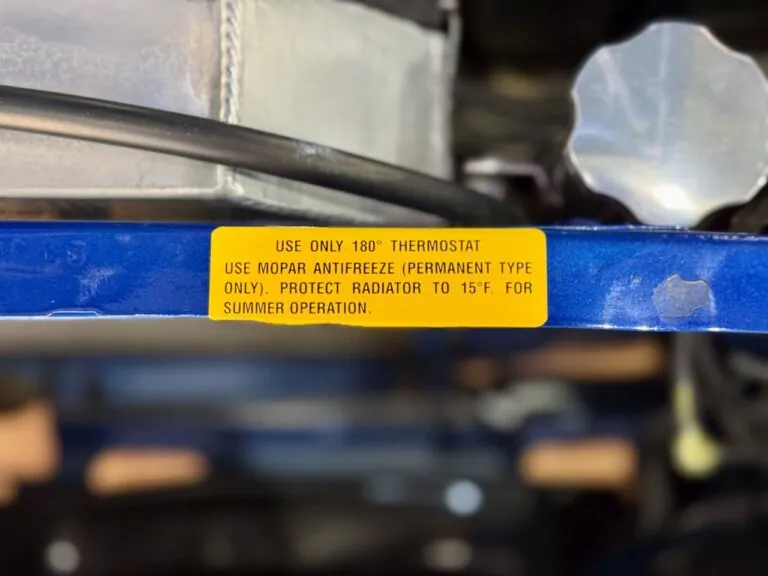 USE ONLY 180° THERMOSTAT
USE MOPAR ANTIFREEZE (PERMANENT TYPE
ONLY). PROTECT RADIATOR TO 15°F. FOR
SUMMER OPERATION.